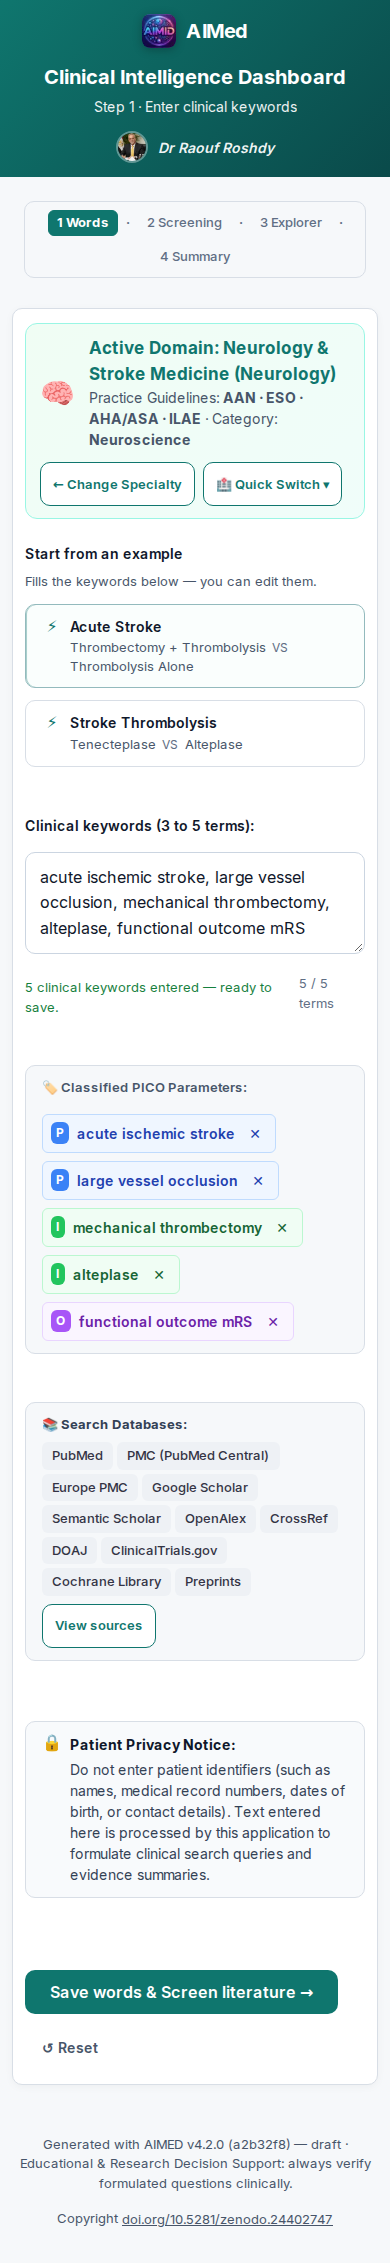 AIMID
AIMed
Clinical Intelligence Dashboard
Step 1 · Enter clinical keywords
Dr Raouf Roshdy
1 Words · 2 Screening · 3 Explorer ·
4 Summary
Active Domain: Neurology &
Stroke Medicine (Neurology)
Practice Guidelines: AAN · ESO ·
AHA/ASA · ILAE · Category:
Neuroscience
← Change Specialty
🏥 Quick Switch ▾
Start from an example
Fills the keywords below — you can edit them.
⚡ Acute Stroke
Thrombectomy + Thrombolysis VS
Thrombolysis Alone
⚡ Stroke Thrombolysis
Tenecteplase VS Alteplase
Clinical keywords (3 to 5 terms):
acute ischemic stroke, large vessel
occlusion, mechanical thrombectomy,
alteplase, functional outcome mRS
5 clinical keywords entered — ready to
save.
5 / 5
terms
🏷️ Classified PICO Parameters:
P acute ischemic stroke ✕
P large vessel occlusion ✕
I mechanical thrombectomy ✕
I alteplase ✕
O functional outcome mRS ✕
📚 Search Databases:
PubMed PMC (PubMed Central)
Europe PMC Google Scholar
Semantic Scholar OpenAlex CrossRef
DOAJ ClinicalTrials.gov
Cochrane Library Preprints
View sources
🔒 Patient Privacy Notice:
Do not enter patient identifiers (such as
names, medical record numbers, dates of
birth, or contact details). Text entered
here is processed by this application to
formulate clinical search queries and
evidence summaries.
Save words & Screen literature →
↺ Reset
Generated with AIMED v4.2.0 (a2b32f8) — draft ·
Educational & Research Decision Support: always verify
formulated questions clinically.
Copyright doi.org/10.5281/zenodo.24402747